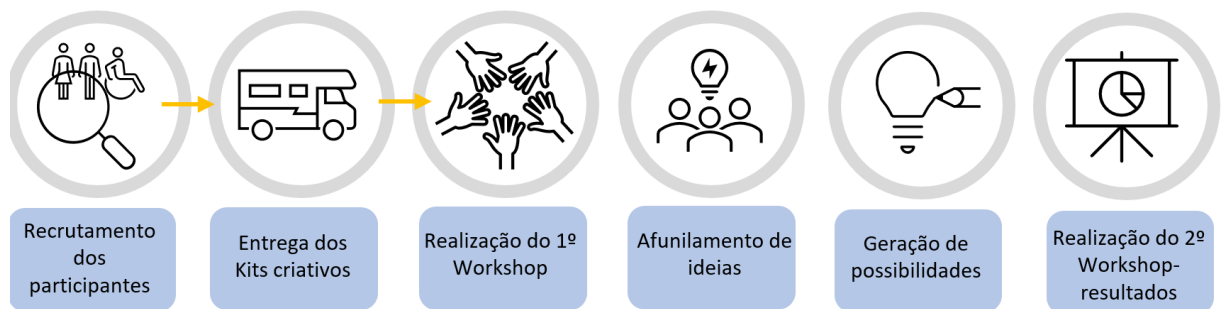 Recrutamento
dos
participantes
Entrega dos
Kits criativos
Realização do 1º
Workshop
Afunilamento de
ideias
Geração de
possibilidades
Realização do 2º
Workshop-
resultados